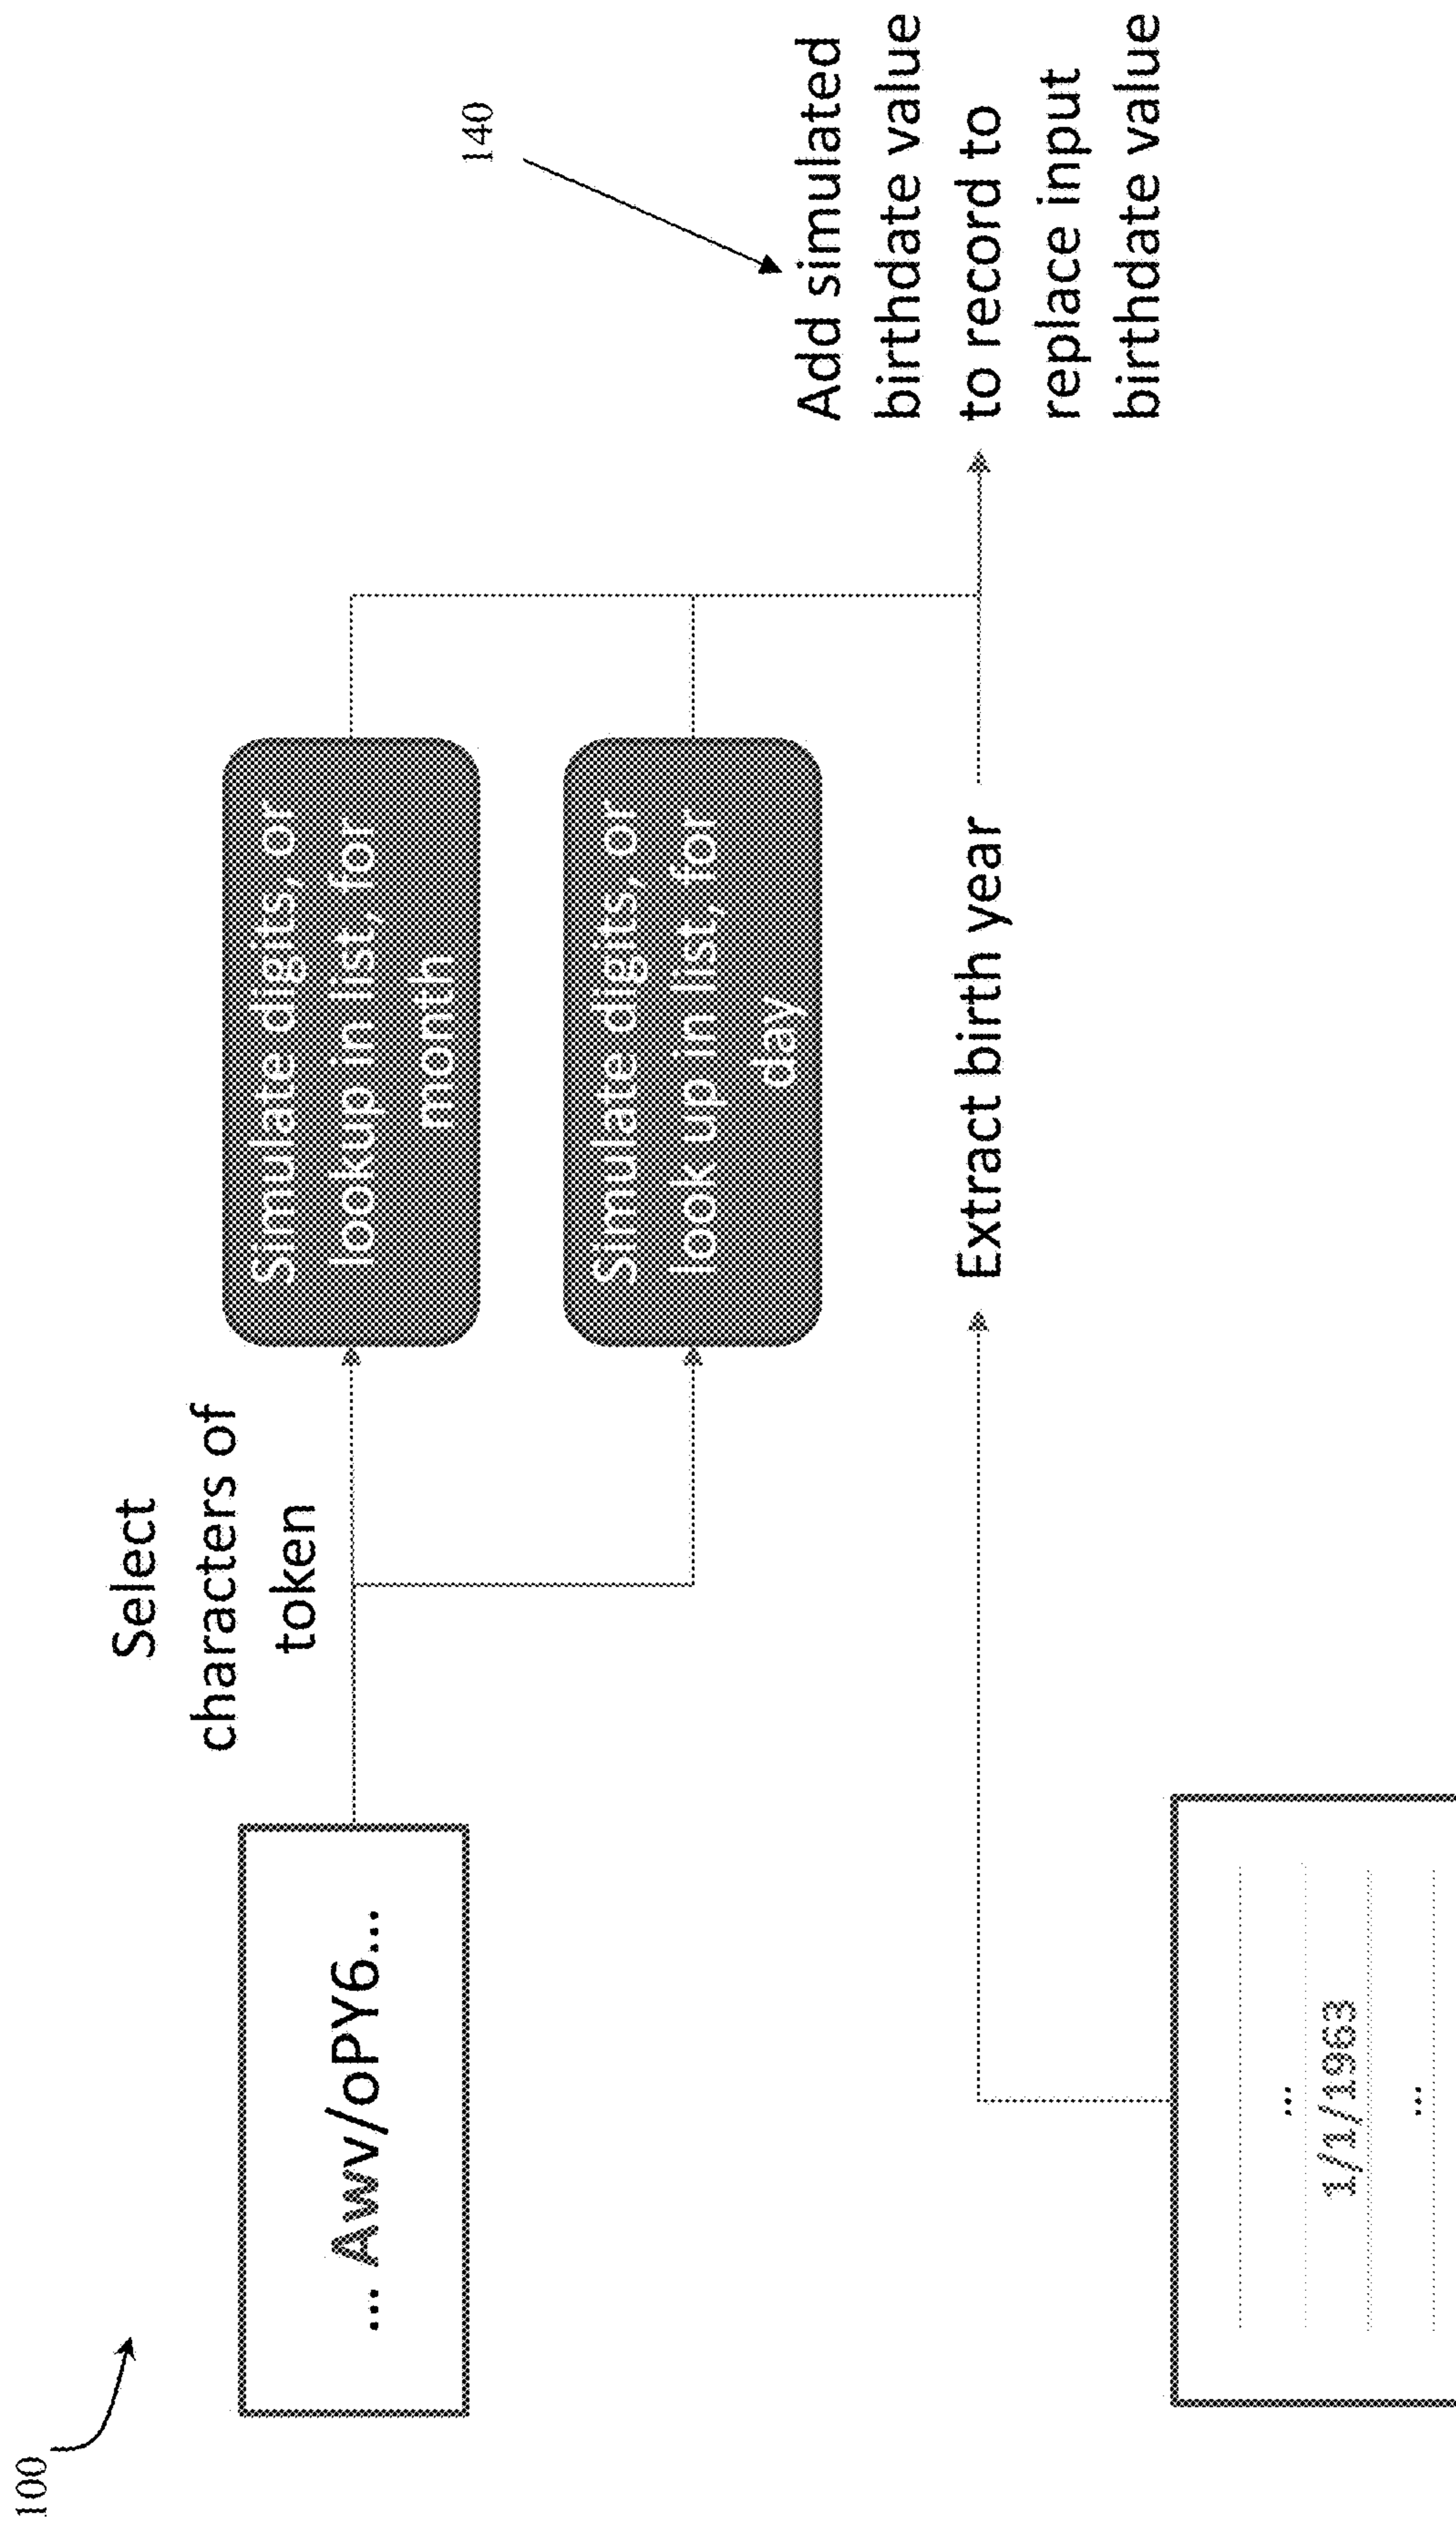 100
Select
characters of
token
... Awv/oPY6...
Simulate digits, or
lookup in list, for
month
Simulate digits, or
look up in list, for
day
140
Extract birth year
Add simulated
birthdate value
to record to
replace input
birthdate value
...
1/1/1963
...